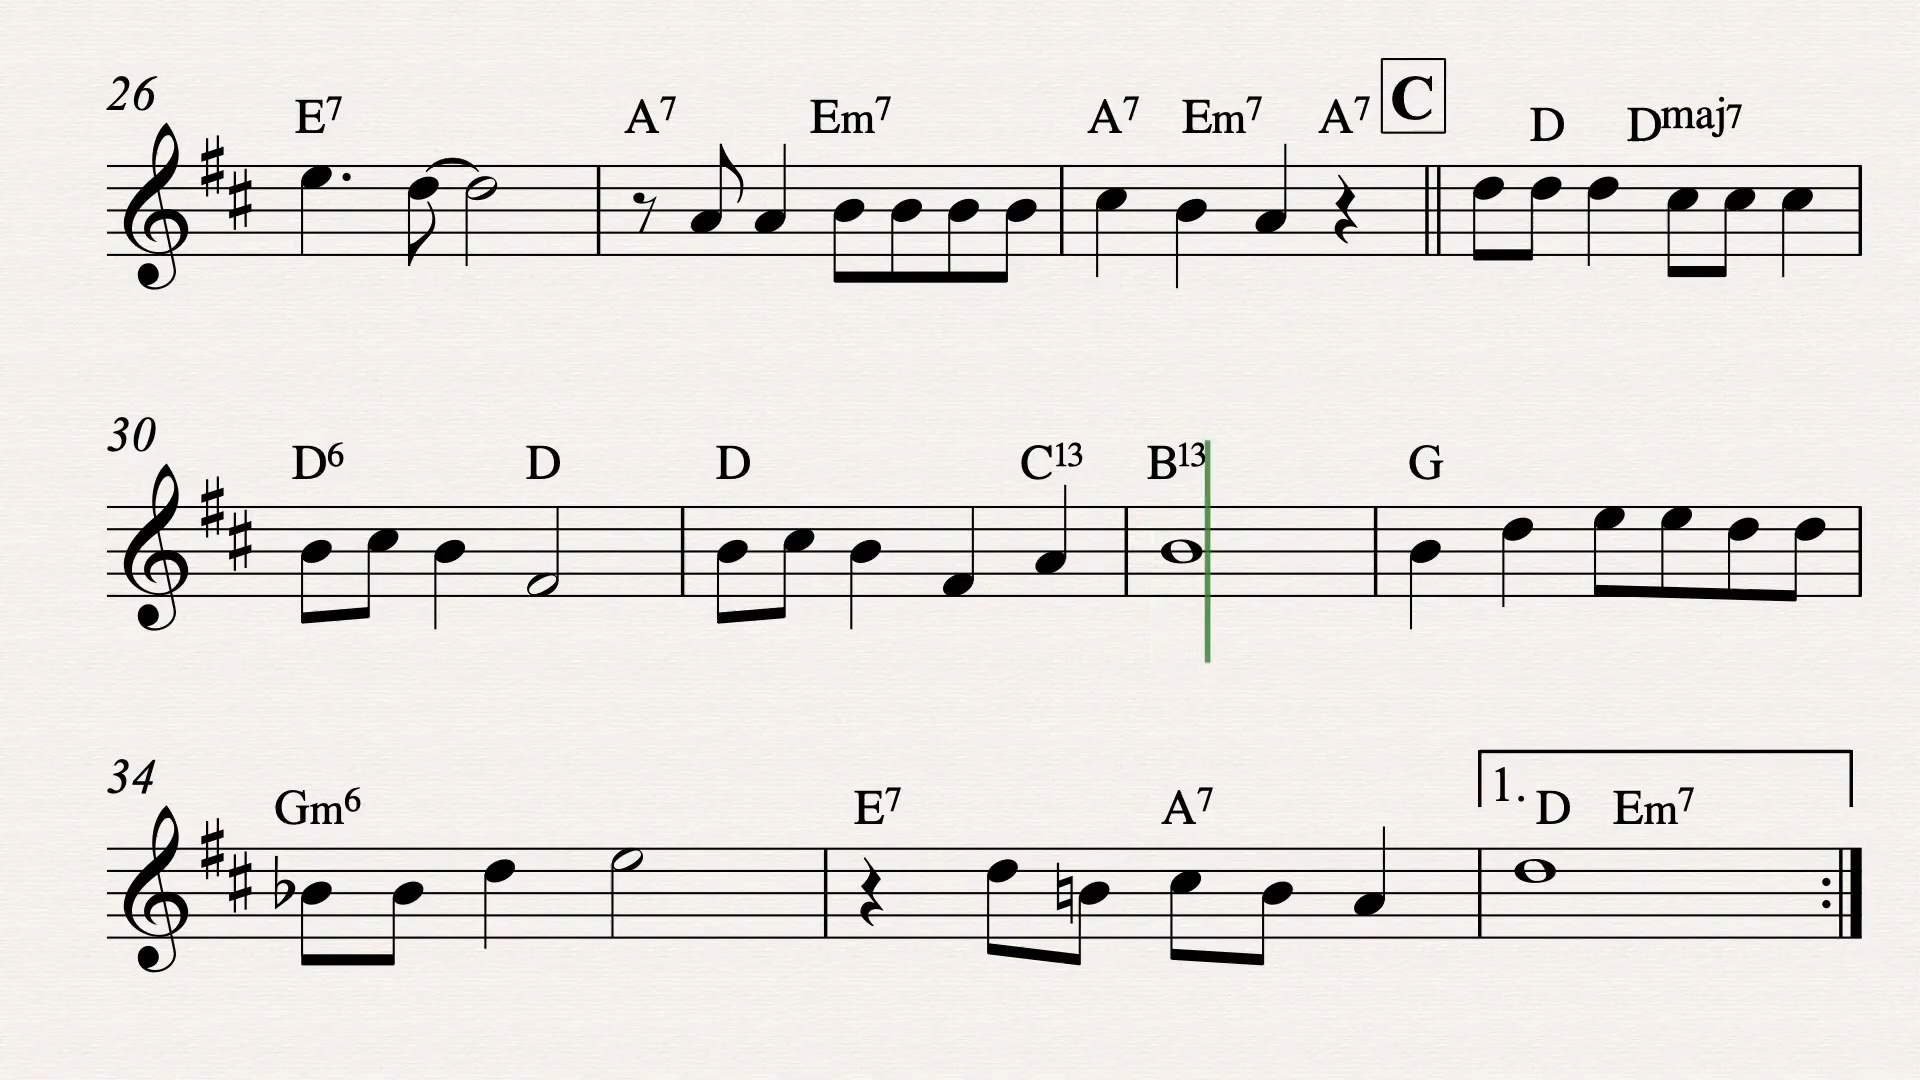 26 E7 A7 Em7 A7 Em7 A7 C D Dmaj7
30 D6 D D C13 B13 G
34 Gm6 E7 A7 1. D Em7